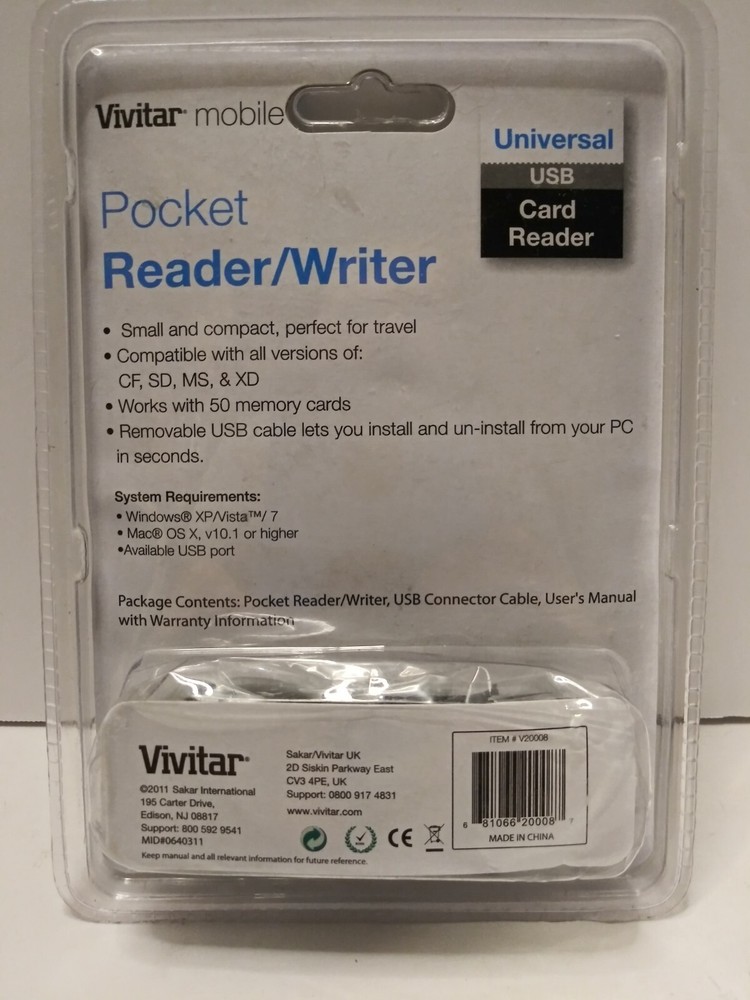 Vivitar® mobile
Universal
USB
Card
Reader
Pocket
Reader/Writer
• Small and compact, perfect for travel
• Compatible with all versions of:
CF, SD, MS, & XD
• Works with 50 memory cards
• Removable USB cable lets you install and un-install from your PC
in seconds.
System Requirements:
• Windows® XP/Vista™/ 7
• Mac® OS X, v10.1 or higher
•Available USB port
Package Contents: Pocket Reader/Writer, USB Connector Cable, User's Manual
with Warranty Information
Vivitar®
©2011 Sakar International
195 Carter Drive,
Edison, NJ 08817
Support: 800 592 9541
MID#0640311
Keep manual and all relevant information for future reference.
Sakar/Vivitar UK
2D Siskin Parkway East
CV3 4PE, UK
Support: 0800 917 4831
www.vivitar.com
CE
ITEM # V20008
6 81066 20008 7
MADE IN CHINA